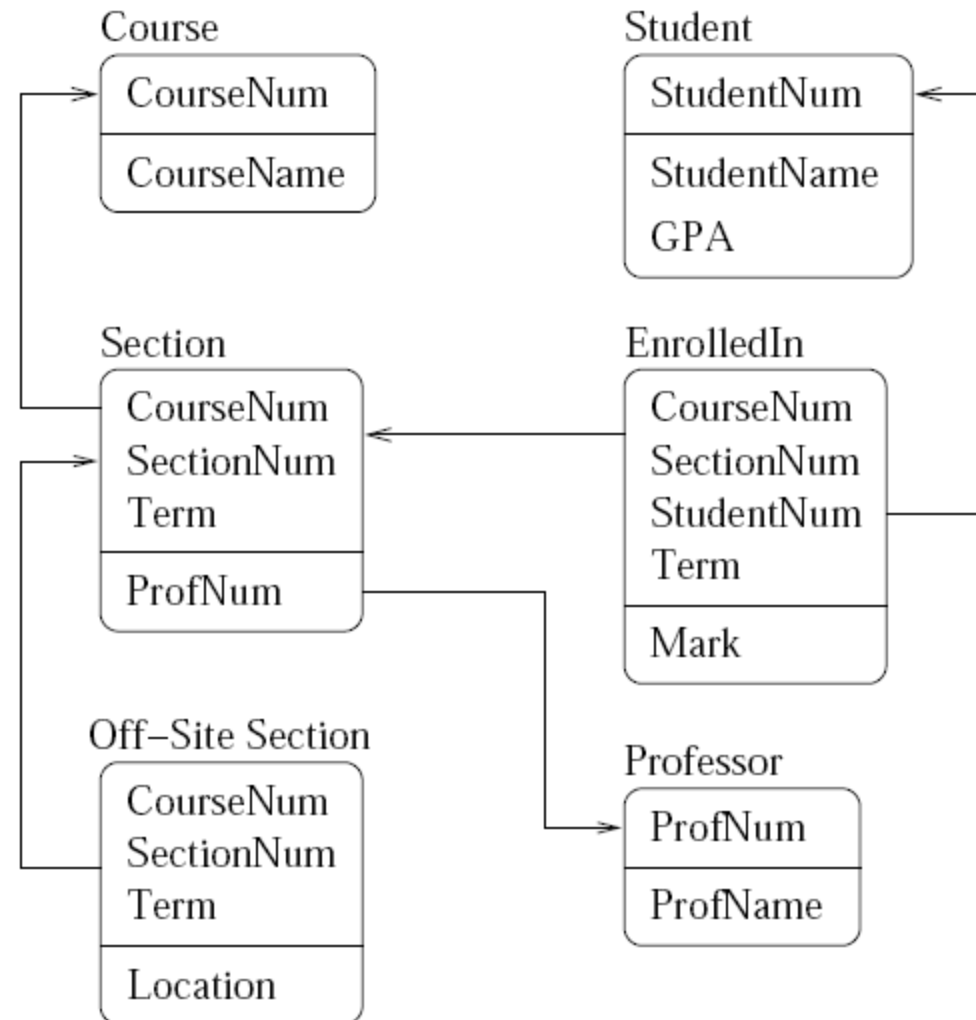 Course
CourseNum
CourseName
Student
StudentNum
StudentName
GPA
Section
CourseNum
SectionNum
Term
ProfNum
EnrolledIn
CourseNum
SectionNum
StudentNum
Term
Mark
Off–Site Section
CourseNum
SectionNum
Term
Location
Professor
ProfNum
ProfName